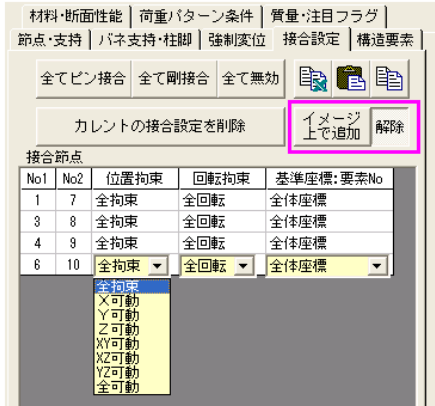 材料・断面性能 荷重パターン条件 質量・注目フラグ
節点・支持 バネ支持・柱脚 強制変位 接合設定 構造要素
全てピン接合 全て剛接合 全て無効
カレントの接合設定を削除 イメージ上で追加 解除
接合節点
No1 No2 位置拘束 回転拘束 基準座標:要素No
1 7 全拘束 全回転 全体座標
3 8 全拘束 全回転 全体座標
4 9 全拘束 全回転 全体座標
6 10 全拘束 全回転 全体座標
全拘束
X可動
Y可動
Z可動
XY可動
XZ可動
YZ可動
全可動